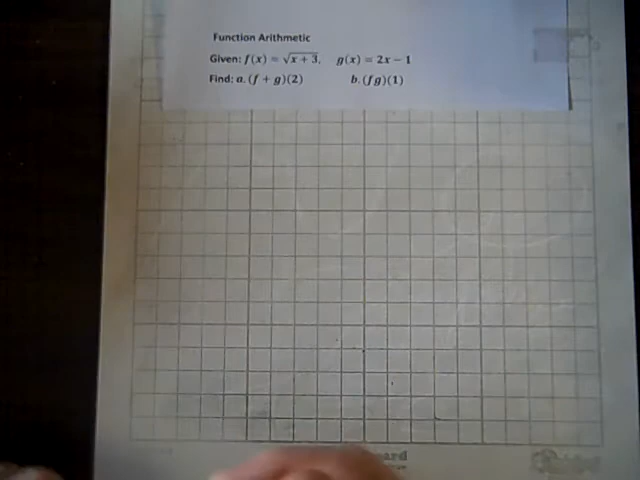 Function Arithmetic
Given: f(x) = √x + 3, g(x) = 2x − 1
Find: a. (f + g)(2) b. (fg)(1)